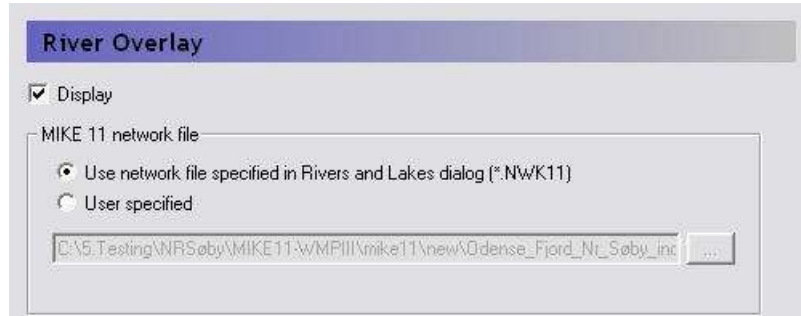 River Overlay
Display
MIKE 11 network file
Use network file specified in Rivers and Lakes dialog (*.NWK11)
User specified
C:\5.Testing\NRSøby\MIKE11-WMPIII\mike11\new\Odense_Fjord_Nr_Søby_inc
...